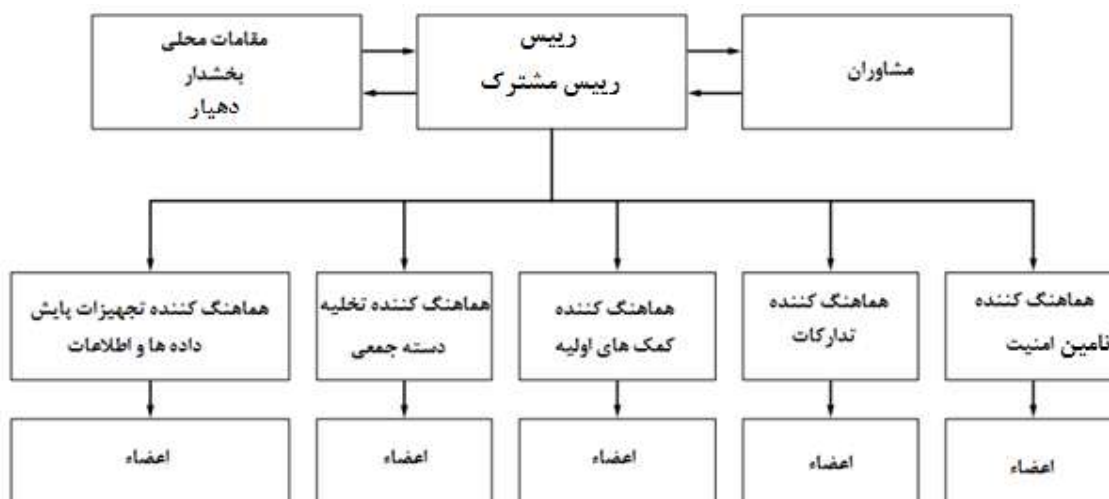 مشاوران
رییس
رییس مشترک
مقامات محلی
بخشدار
دهیار
هماهنگ کننده
تامین امنیت
هماهنگ کننده
تدارکات
هماهنگ کننده
کمک های اولیه
هماهنگ کننده تخلیه
دسته جمعی
هماهنگ کننده تجهیزات پایش
داده ها و اطلاعات
اعضاء
اعضاء
اعضاء
اعضاء
اعضاء